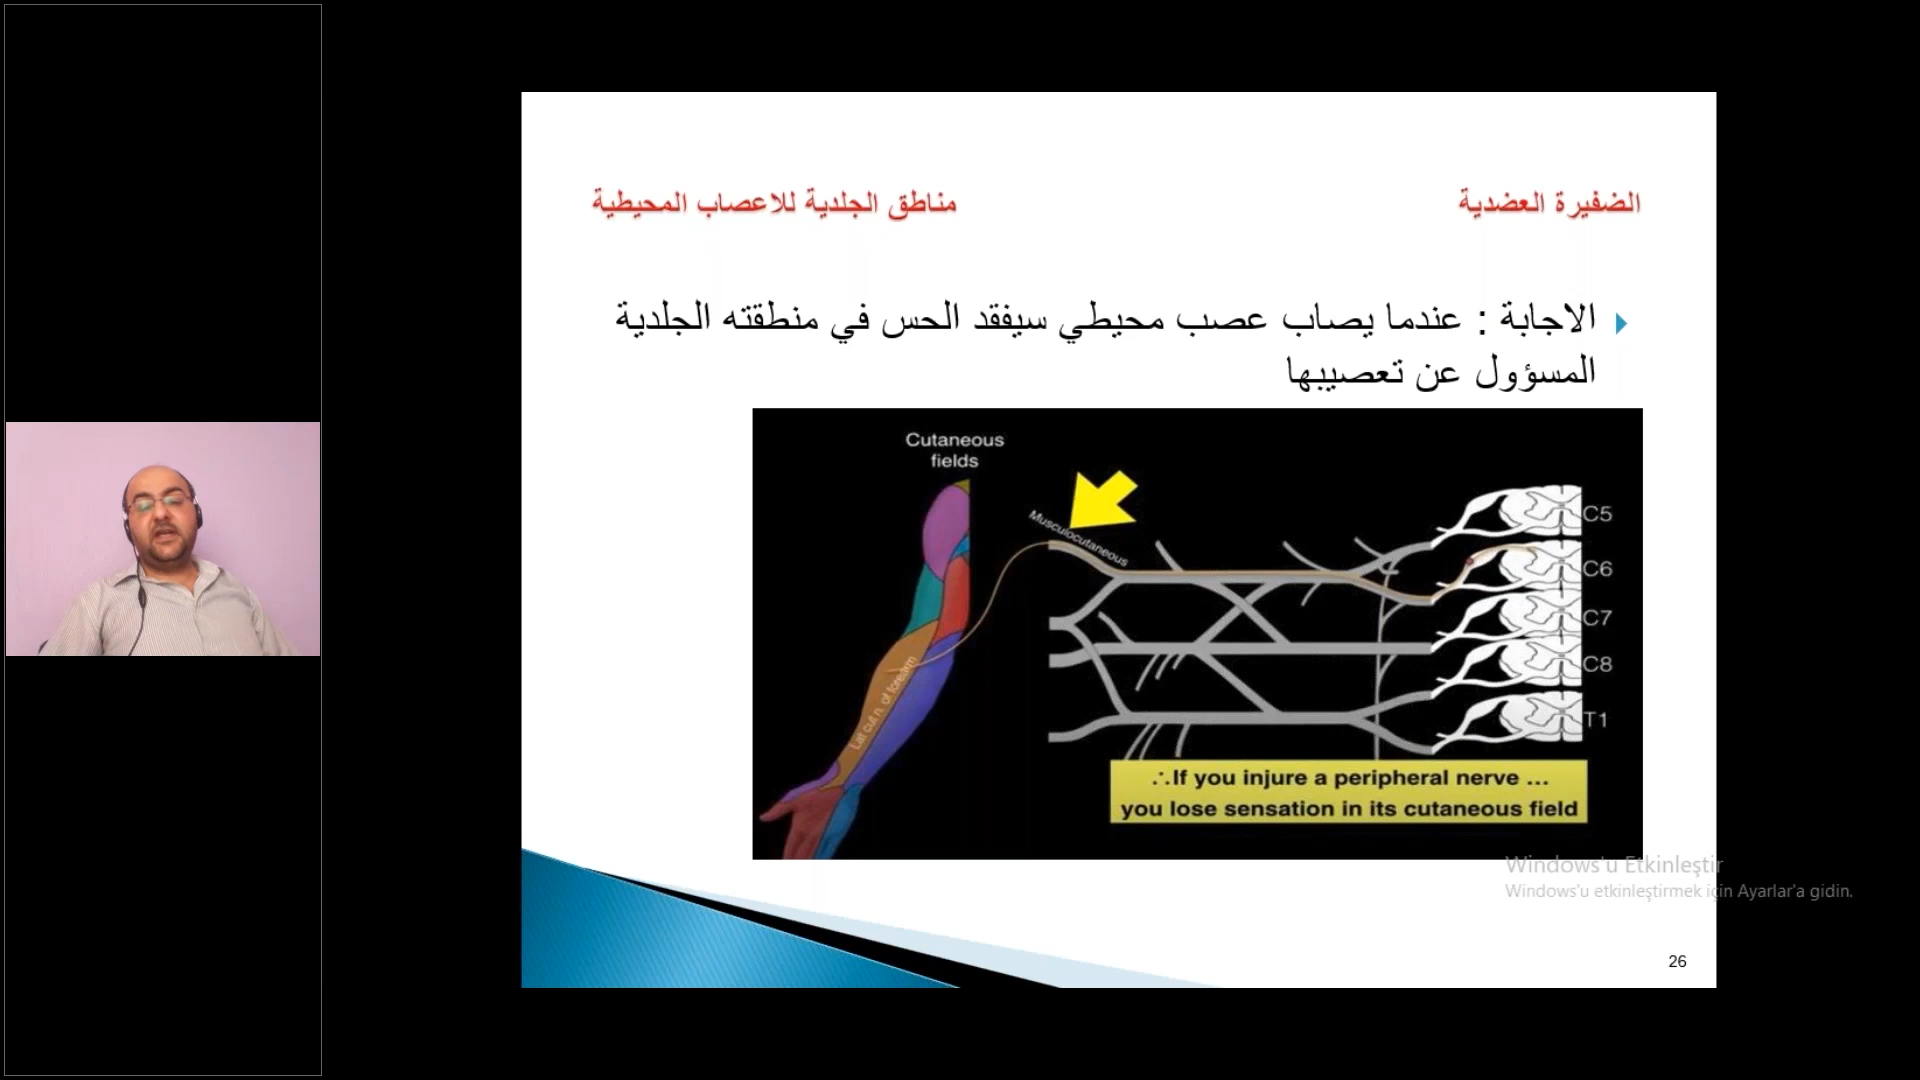 الضفيرة العضدية
مناطق الجلدية للاعصاب المحيطية
الاجابة : عندما يصاب عصب محيطي سيفقد الحس في منطقته الجلدية
المسؤول عن تعصيبها
Cutaneous
fields
Musculocutaneous
Lat cut n. of forearm
C5
C6
C7
C8
T1
∴If you injure a peripheral nerve ...
you lose sensation in its cutaneous field
Windows'u Etkinleştir
Windows'u etkinleştirmek için Ayarlar'a gidin.
26